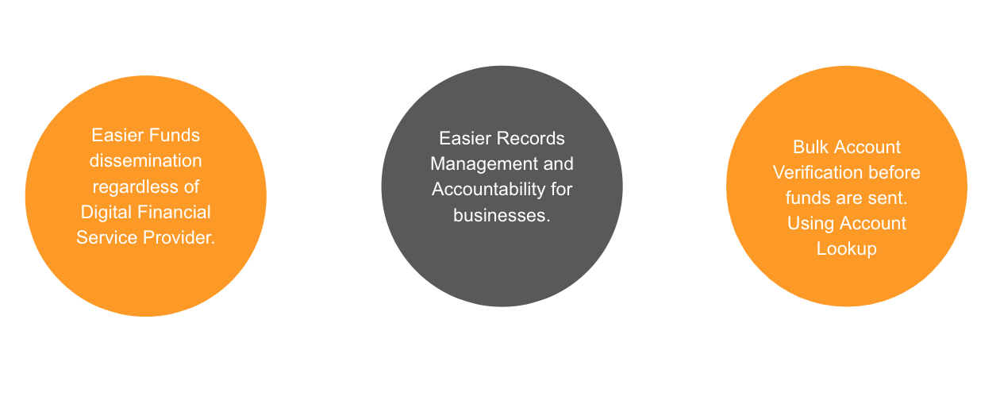 Easier Funds
dissemination
regardless of
Digital Financial
Service Provider.
Easier Records
Management and
Accountability for
businesses.
Bulk Account
Verification before
funds are sent.
Using Account
Lookup